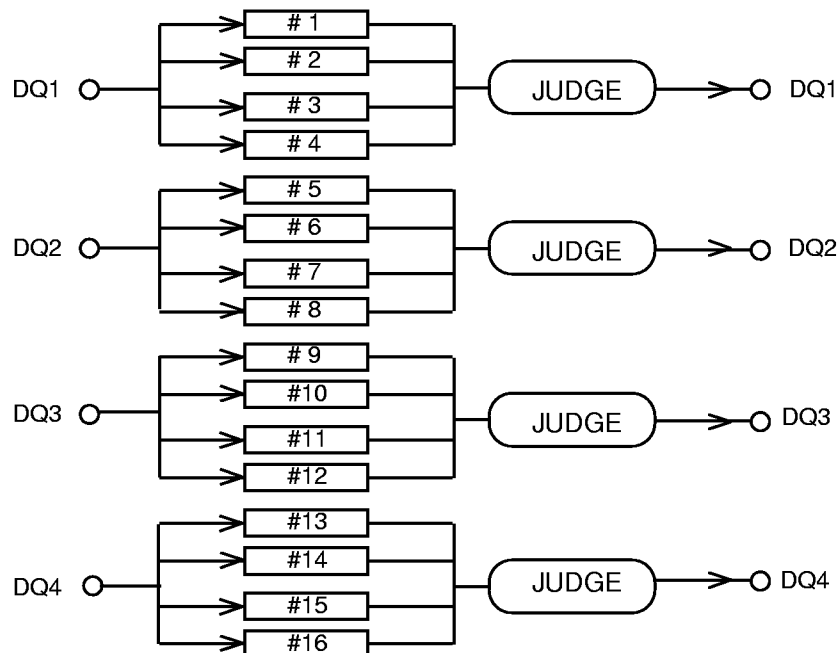 # 1
# 2
DQ1
JUDGE
DQ1
# 3
# 4
# 5
# 6
DQ2
JUDGE
DQ2
# 7
# 8
# 9
#10
DQ3
JUDGE
DQ3
#11
#12
#13
#14
DQ4
JUDGE
DQ4
#15
#16